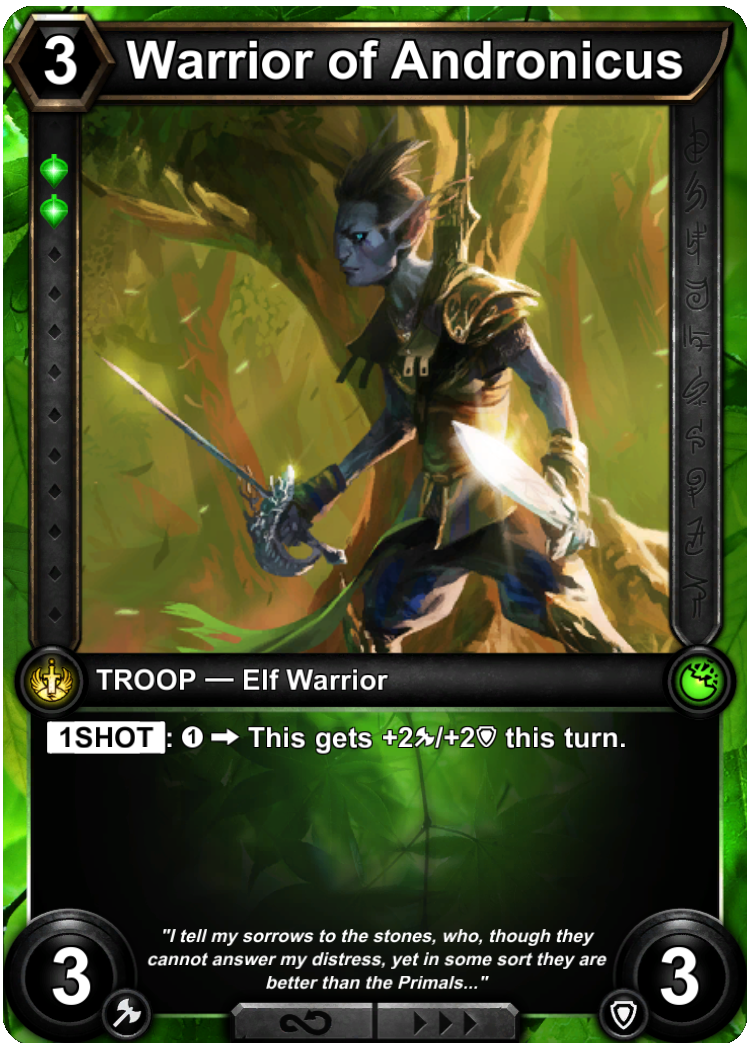 3 Warrior of Andronicus
TROOP — Elf Warrior
1SHOT : 1 ➡ This gets +2/+2 this turn.
"I tell my sorrows to the stones, who, though they
cannot answer my distress, yet in some sort they are
better than the Primals..."
3 3